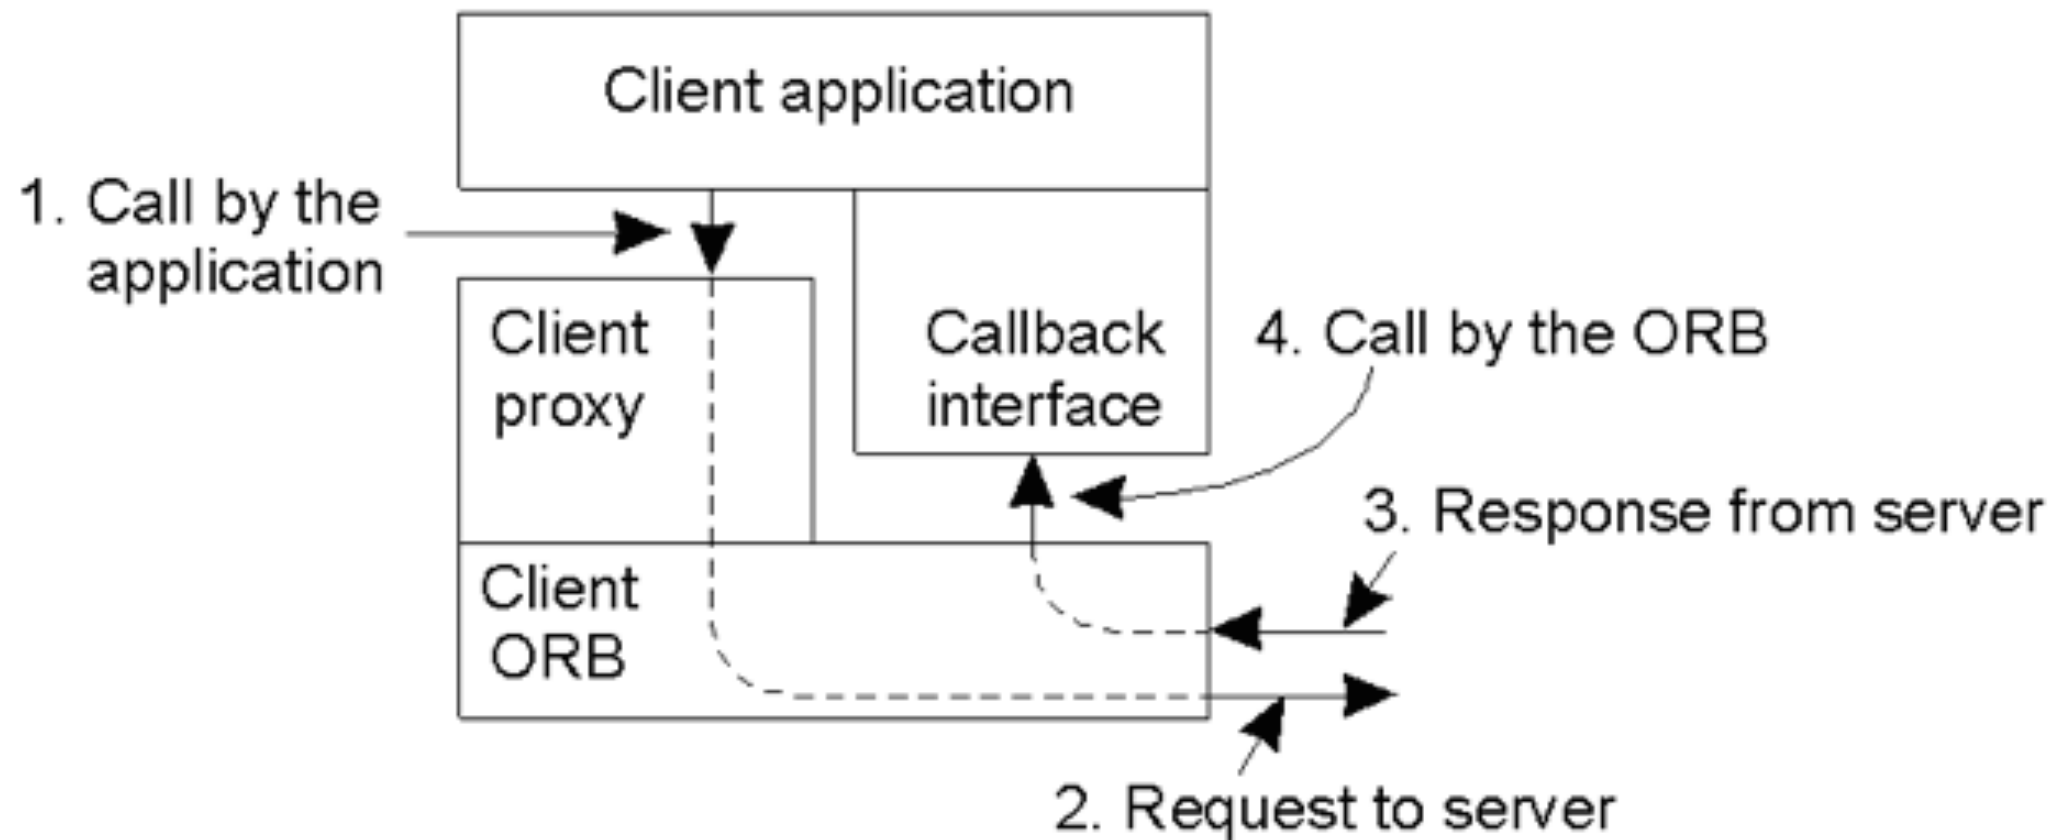 Client application
1. Call by the
application
Client
proxy
Callback
interface
4. Call by the ORB
3. Response from server
Client
ORB
2. Request to server